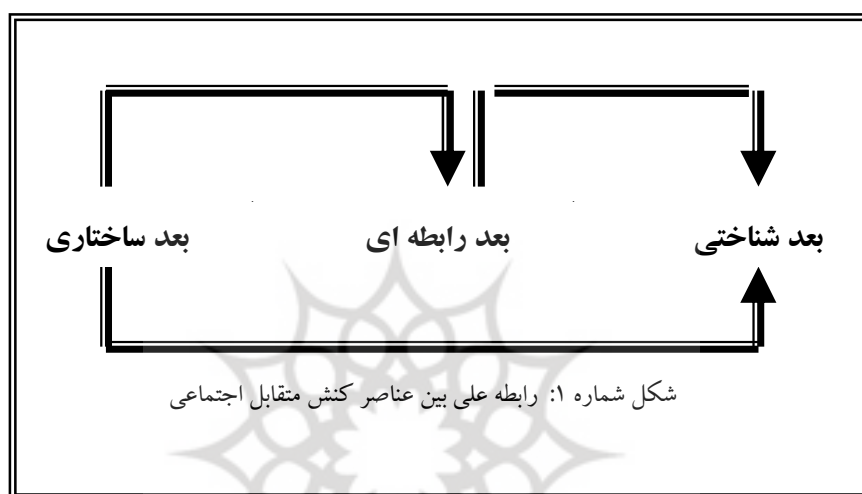 بعد ساختاری بعد رابطه ای بعد شناختی
شکل شماره ۱: رابطه علی بین عناصر کنش متقابل اجتماعی